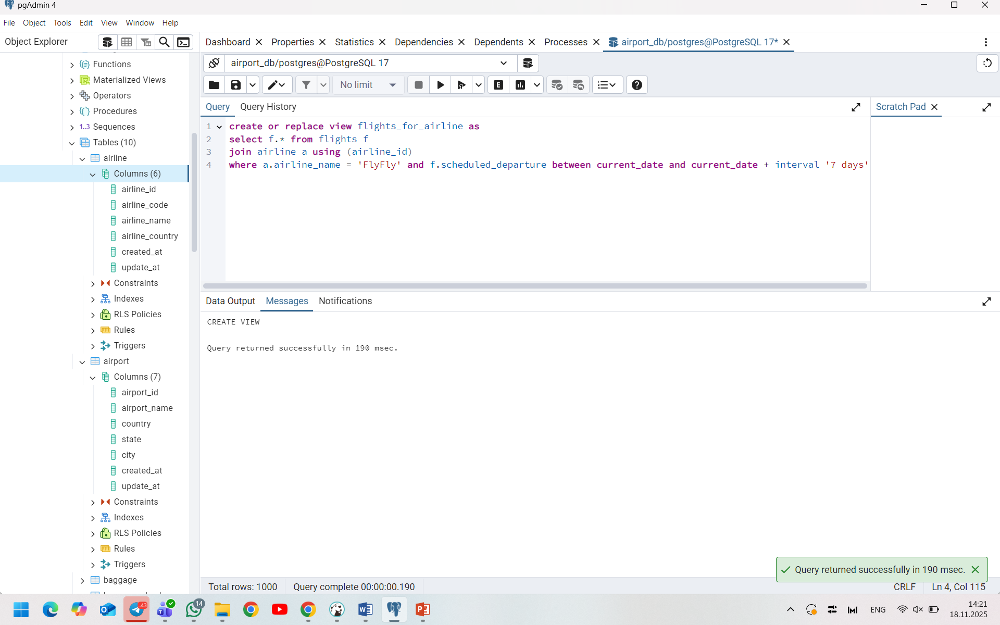 pgAdmin 4
File Object Tools Edit View Window Help
Object Explorer
Dashboard Properties Statistics Dependencies Dependents Processes airport_db/postgres@PostgreSQL 17*
airport_db/postgres@PostgreSQL 17
No limit
E
Query Query History
Scratch Pad
1 create or replace view flights_for_airline as
2 select f.* from flights f
3 join airline a using (airline_id)
4 where a.airline_name = 'FlyFly' and f.scheduled_departure between current_date and current_date + interval '7 days'
Functions
Materialized Views
Operators
Procedures
1..3 Sequences
Tables (10)
airline
Columns (6)
airline_id
airline_code
airline_name
airline_country
created_at
update_at
Constraints
Indexes
RLS Policies
Rules
Triggers
airport
Columns (7)
airport_id
airport_name
country
state
city
created_at
update_at
Constraints
Indexes
RLS Policies
Rules
Triggers
baggage
Data Output Messages Notifications
CREATE VIEW
Query returned successfully in 190 msec.
Query returned successfully in 190 msec.
Total rows: 1000 Query complete 00:00:00.190
CRLF Ln 4, Col 115
43
14
ENG
14:21
18.11.2025